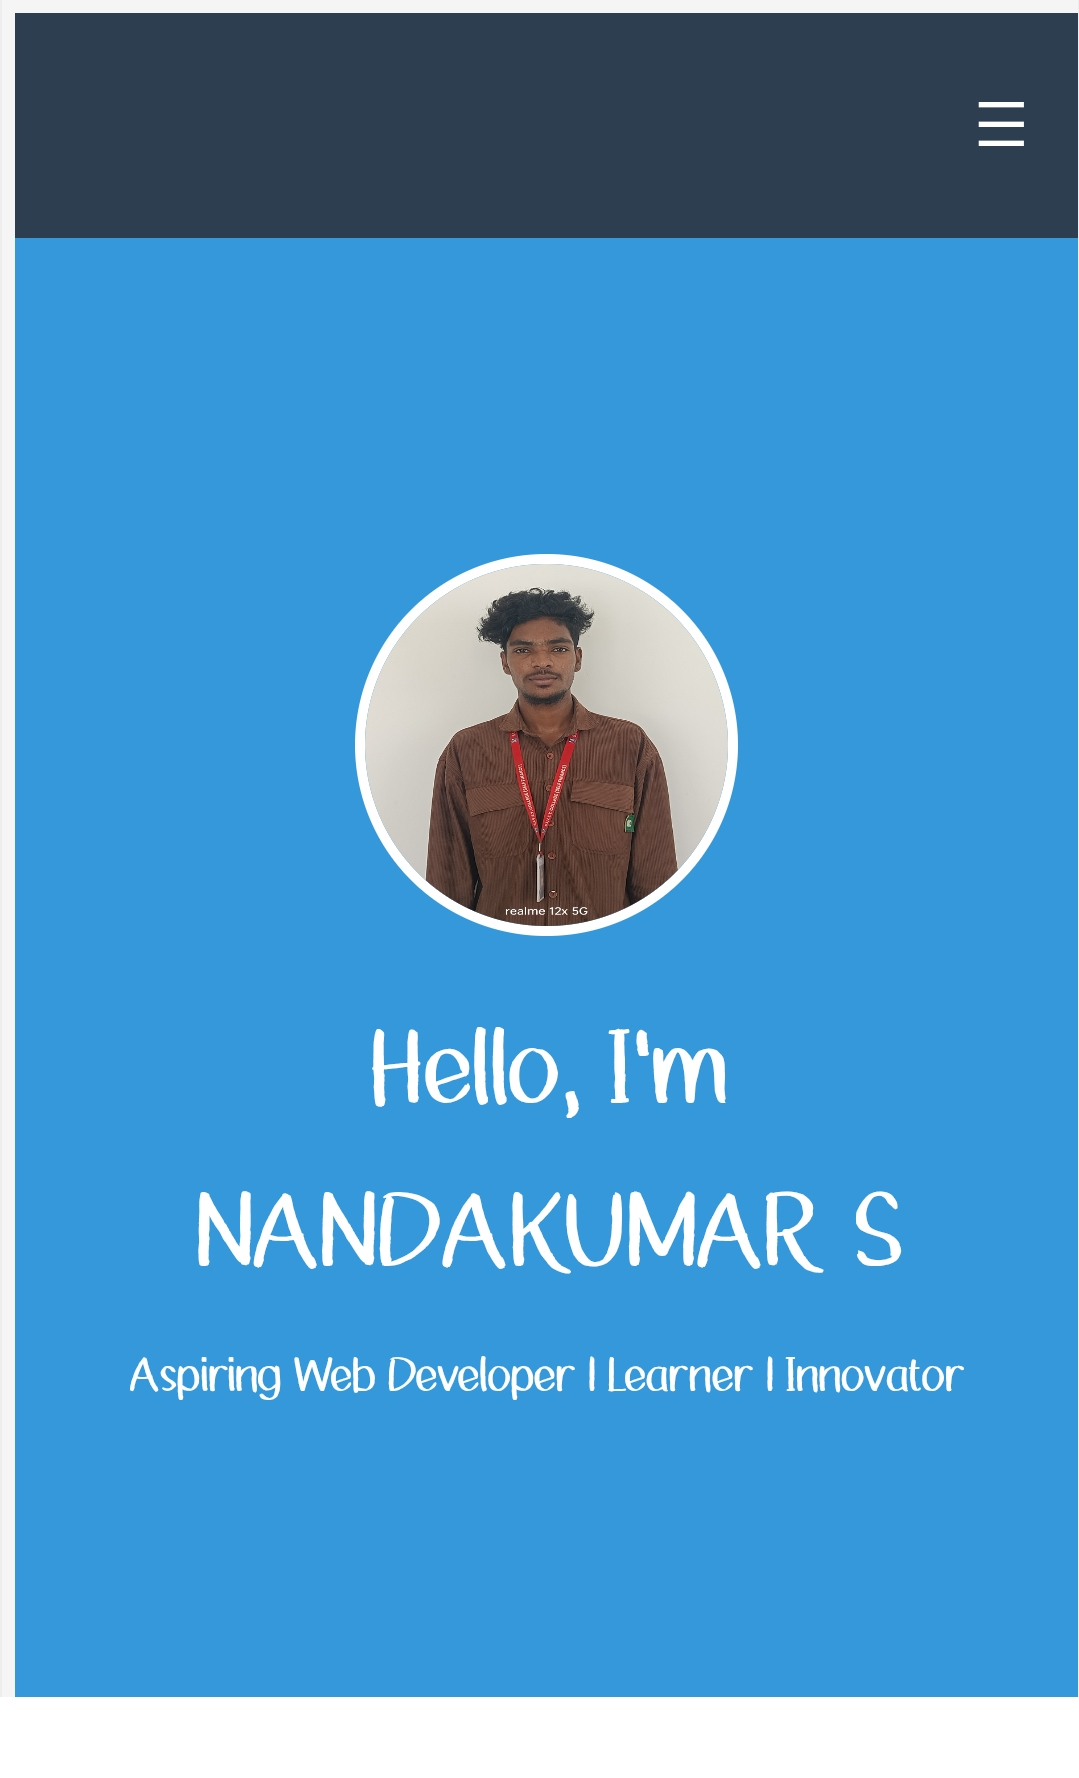 realme 12x 5G
Hello, I'm
NANDAKUMAR S
Aspiring Web Developer | Learner | Innovator